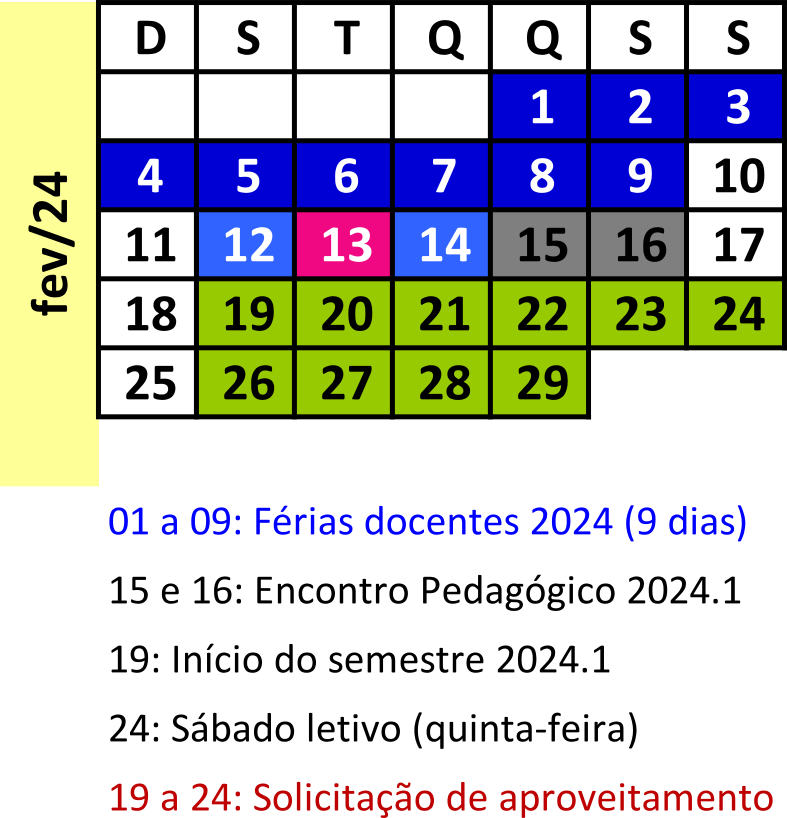 fev/24
D S T Q Q S S
1 2 3
4 5 6 7 8 9 10
11 12 13 14 15 16 17
18 19 20 21 22 23 24
25 26 27 28 29
01 a 09: Férias docentes 2024 (9 dias)
15 e 16: Encontro Pedagógico 2024.1
19: Início do semestre 2024.1
24: Sábado letivo (quinta-feira)
19 a 24: Solicitação de aproveitamento